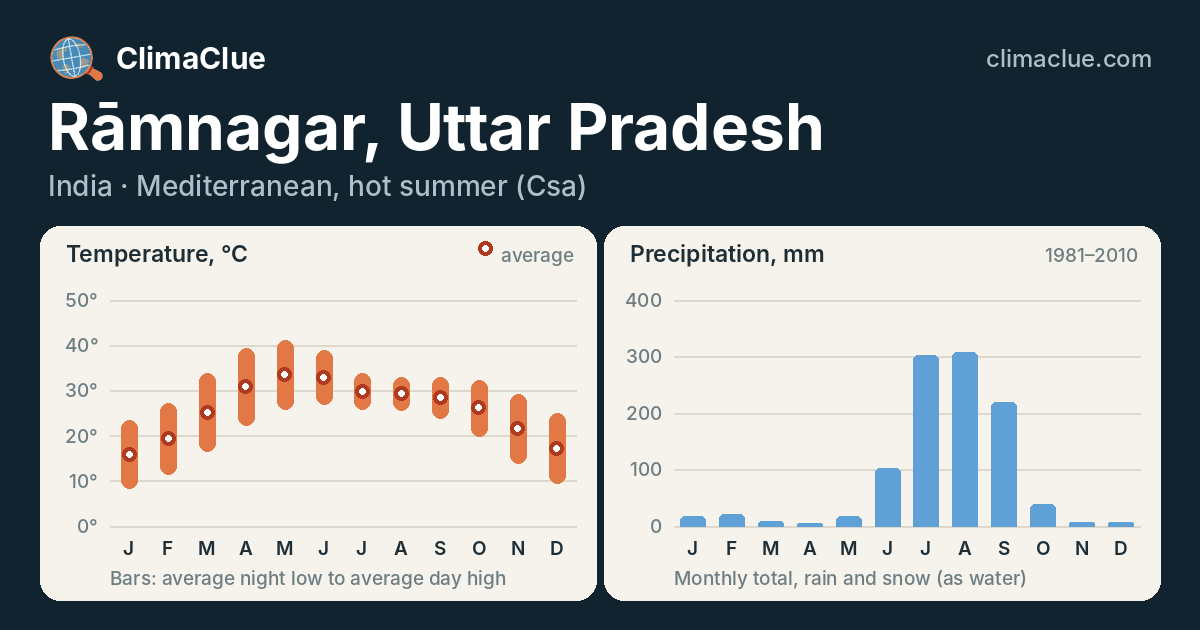 ClimaClue
climaclue.com
Rāmnagar, Uttar Pradesh
India · Mediterranean, hot summer (Csa)
Temperature, °C
average
50°
40°
30°
20°
10°
0°
J F M A M J J A S O N D
Bars: average night low to average day high
Precipitation, mm
1981–2010
400
300
200
100
0
J F M A M J J A S O N D
Monthly total, rain and snow (as water)